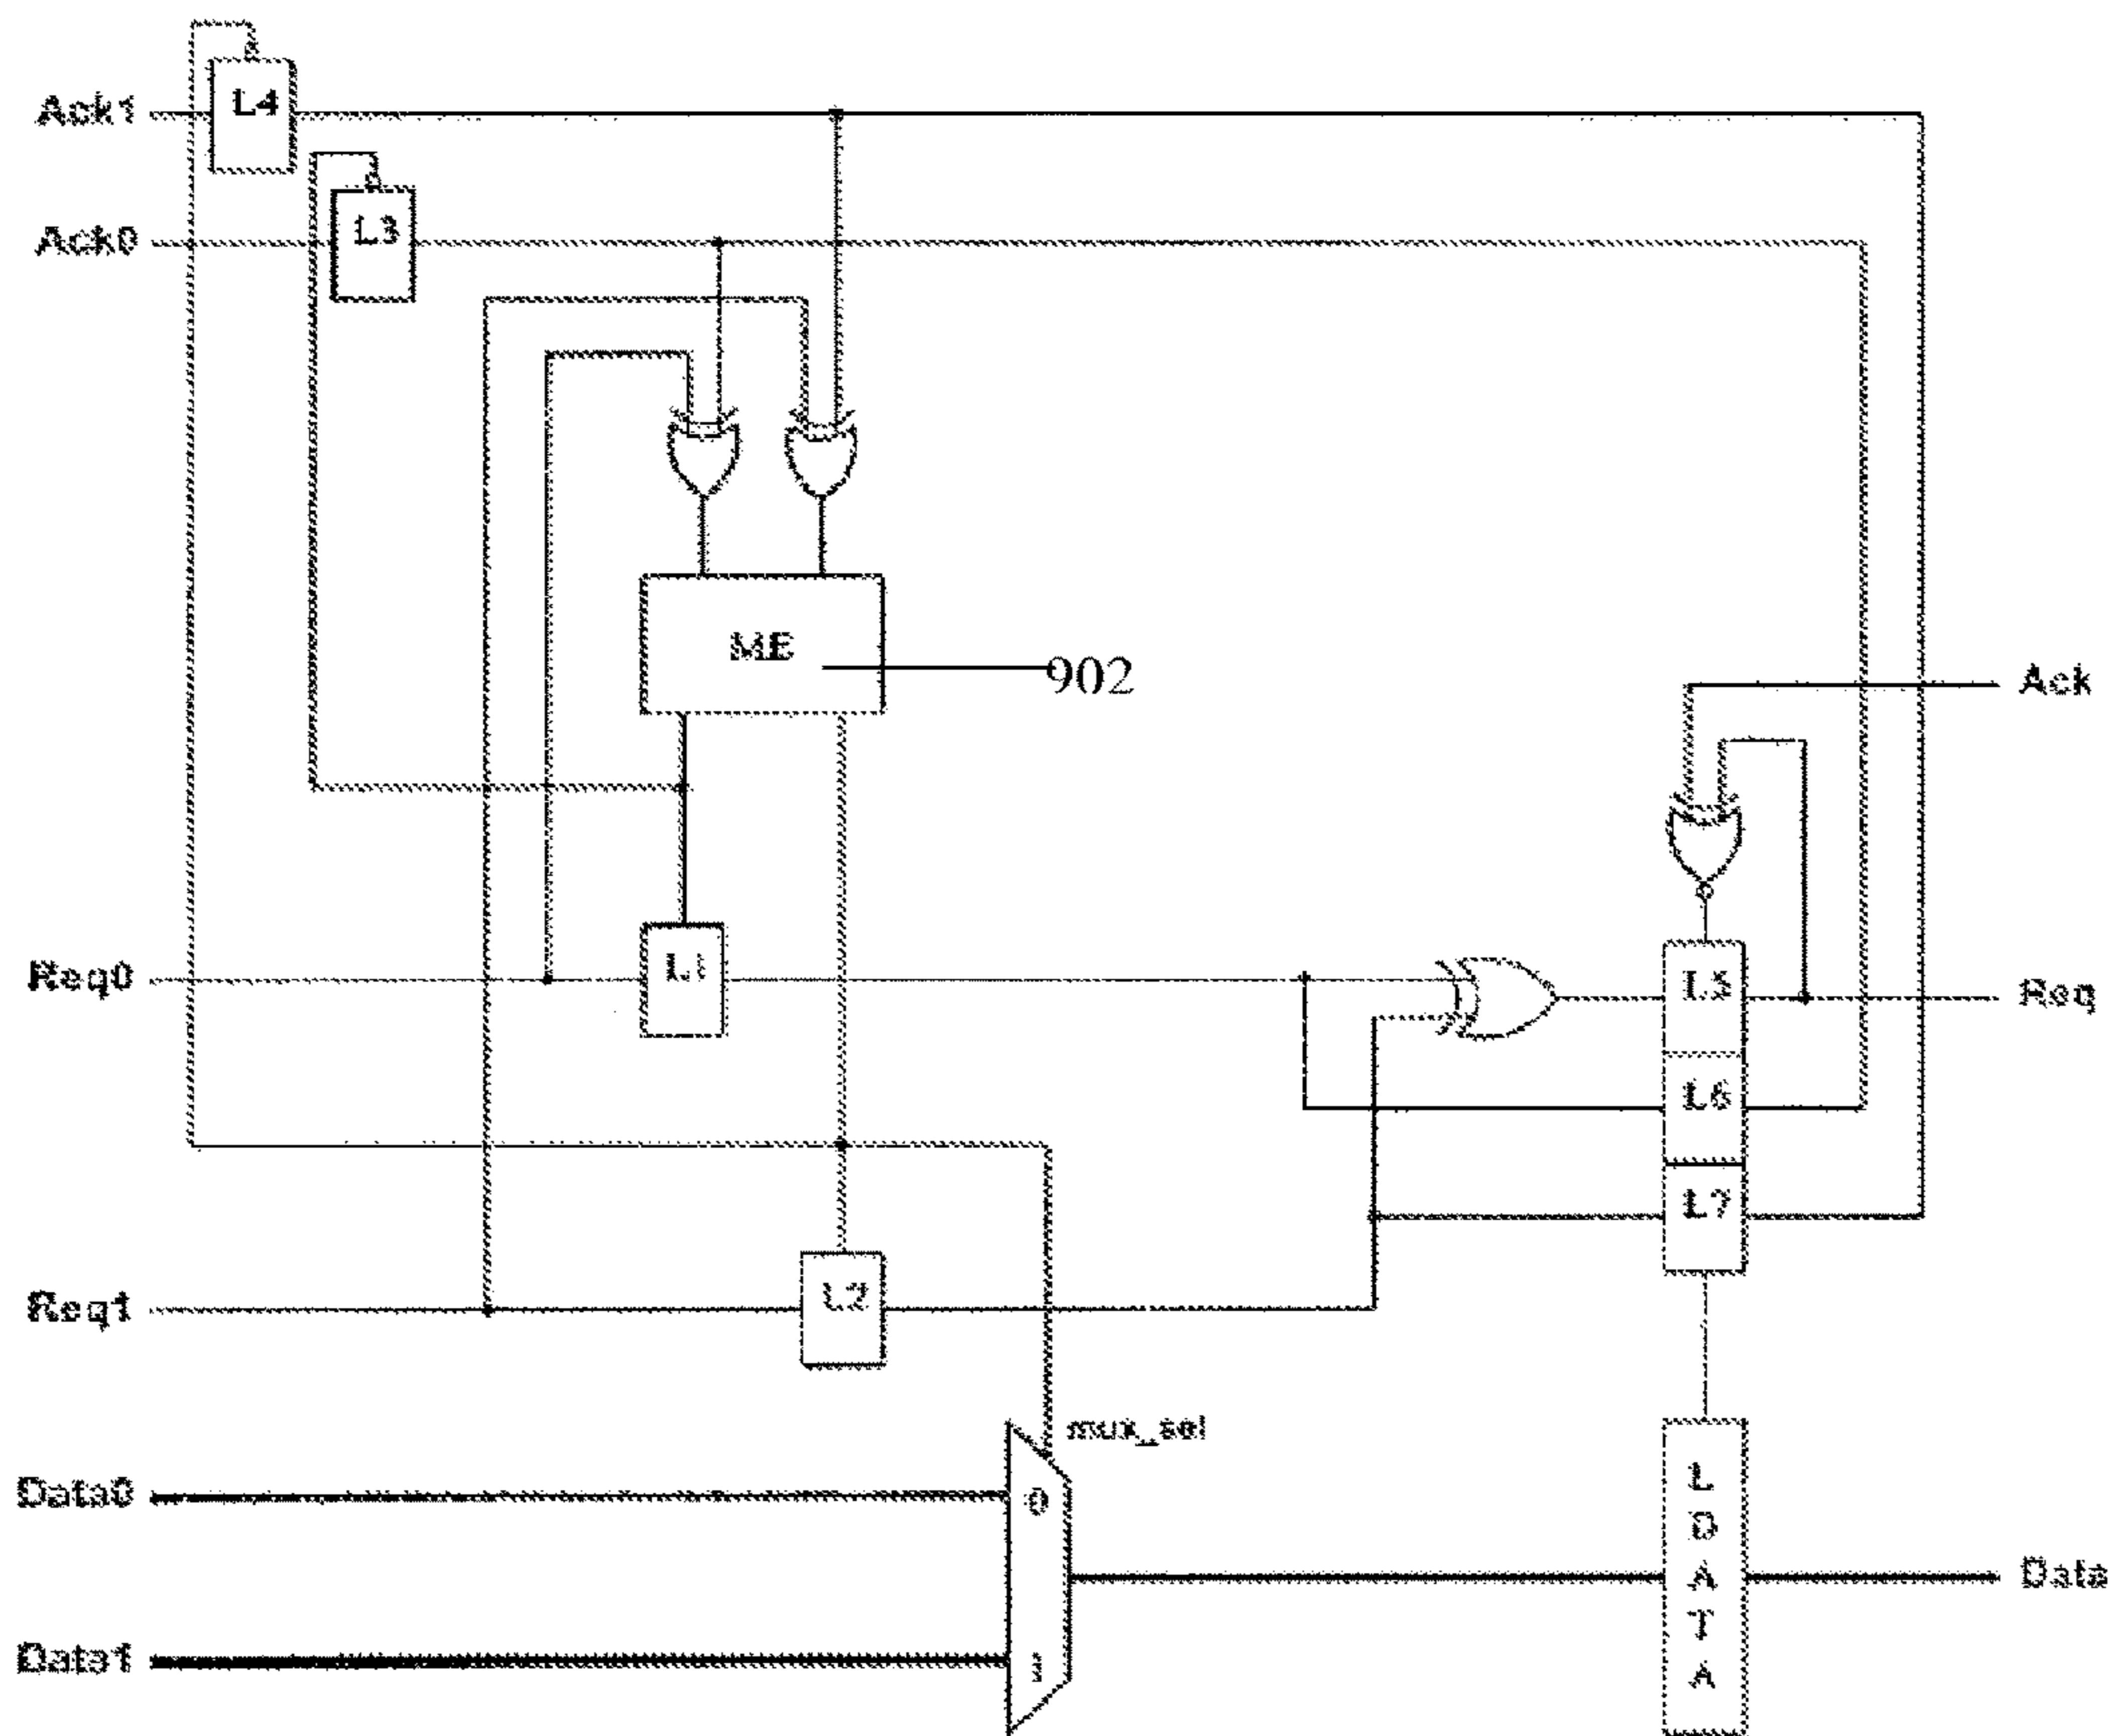 Ack1
L4
Ack0
L3
ME
902
Ack
Req0
L1
L5
Req
L6
L7
Req1
L2
mux_sel
Data0
0
Data1
1
L
D
A
T
A
Data